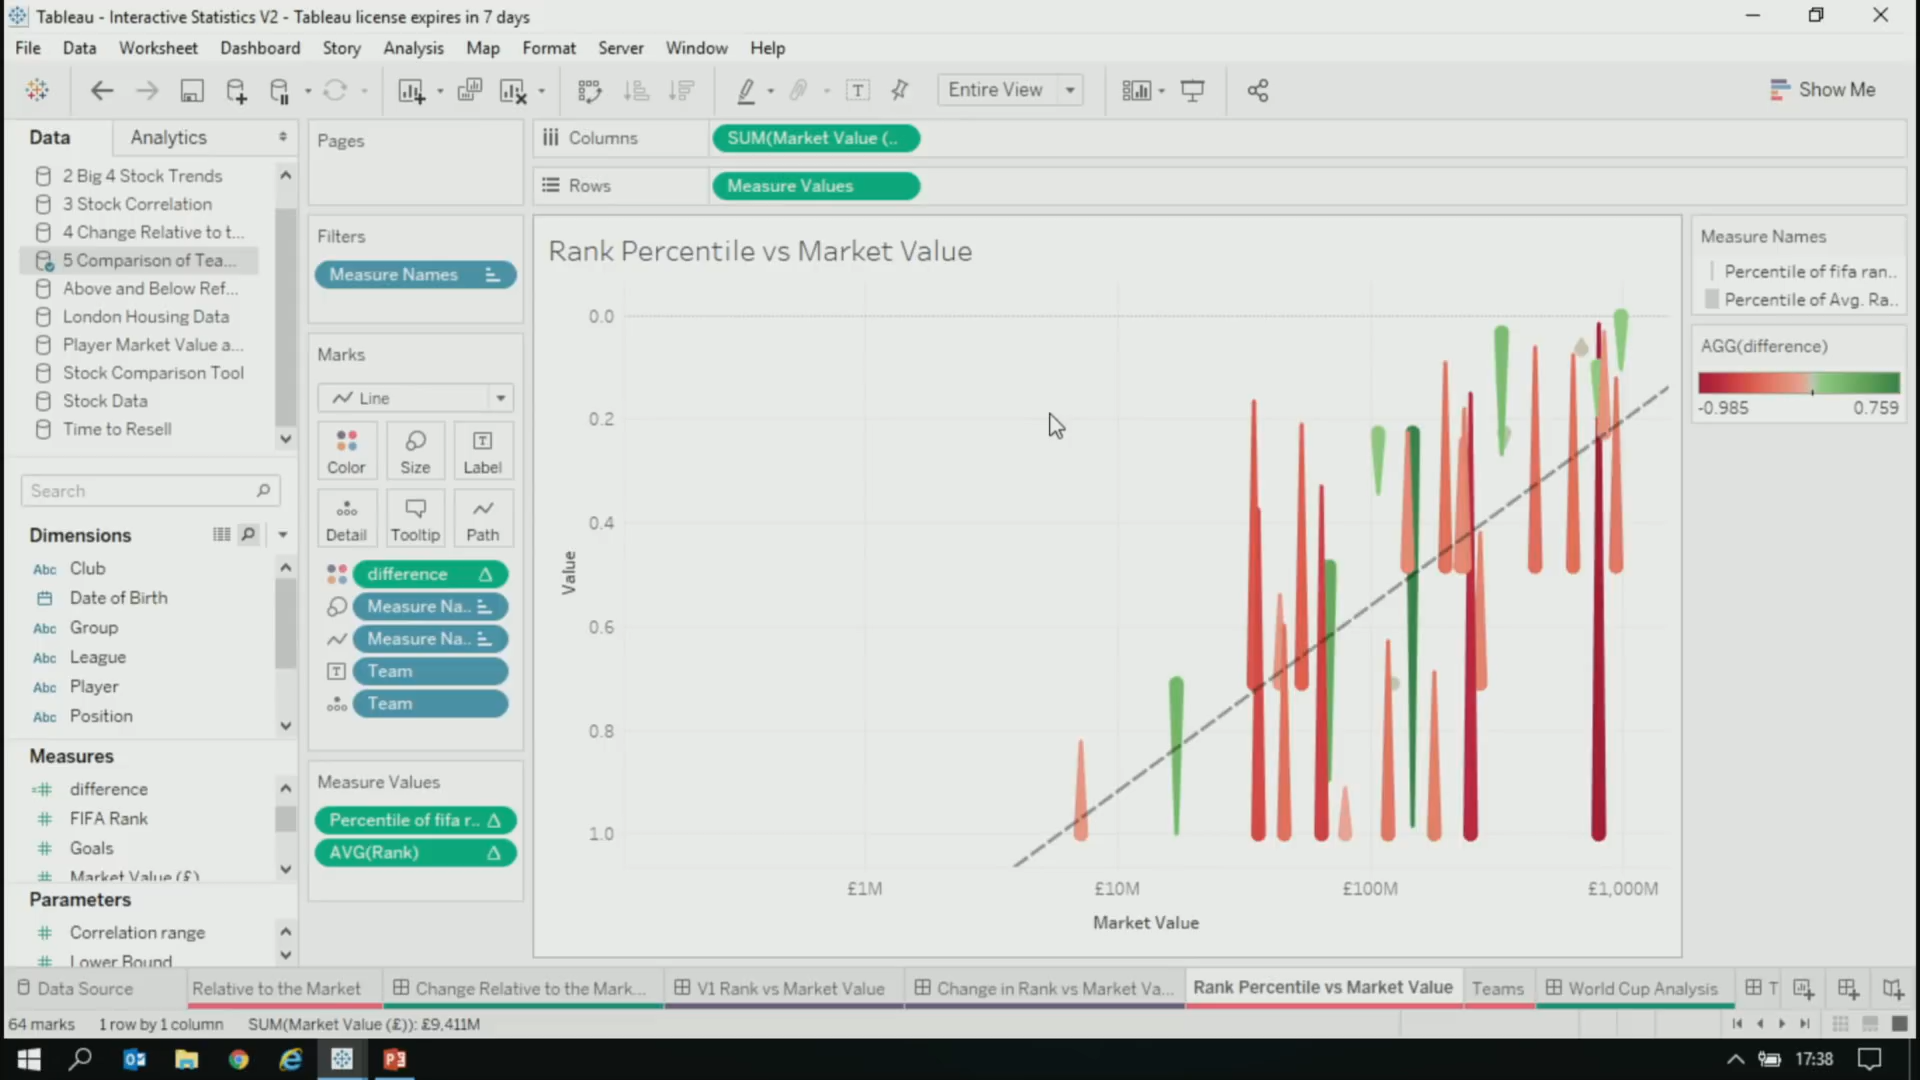 Tableau - Interactive Statistics V2 - Tableau license expires in 7 days
File Data Worksheet Dashboard Story Analysis Map Format Server Window Help
Entire View
Show Me
Data Analytics
2 Big 4 Stock Trends
3 Stock Correlation
4 Change Relative to t...
5 Comparison of Tea...
Above and Below Ref...
London Housing Data
Player Market Value a...
Stock Comparison Tool
Stock Data
Time to Resell
Search
Dimensions
Abc Club
Date of Birth
Abc Group
Abc League
Abc Player
Abc Position
Measures
difference
FIFA Rank
Goals
Market Value (£)
Parameters
Correlation range
Lower Bound
Pages
Filters
Measure Names
Marks
Line
Color Size Label
Detail Tooltip Path
difference
Measure Na..
Measure Na..
Team
Team
Measure Values
Percentile of fifa r..
AVG(Rank)
Columns SUM(Market Value (..
Rows Measure Values
Rank Percentile vs Market Value
0.0
0.2
0.4
0.6
0.8
1.0
Value
£1M £10M £100M £1,000M
Market Value
Measure Names
Percentile of fifa ran..
Percentile of Avg. Ra..
AGG(difference)
-0.985 0.759
Data Source Relative to the Market Change Relative to the Mark... V1 Rank vs Market Value Change in Rank vs Market Va... Rank Percentile vs Market Value Teams World Cup Analysis T
64 marks 1 row by 1 column SUM(Market Value (£)): £9,411M
17:38